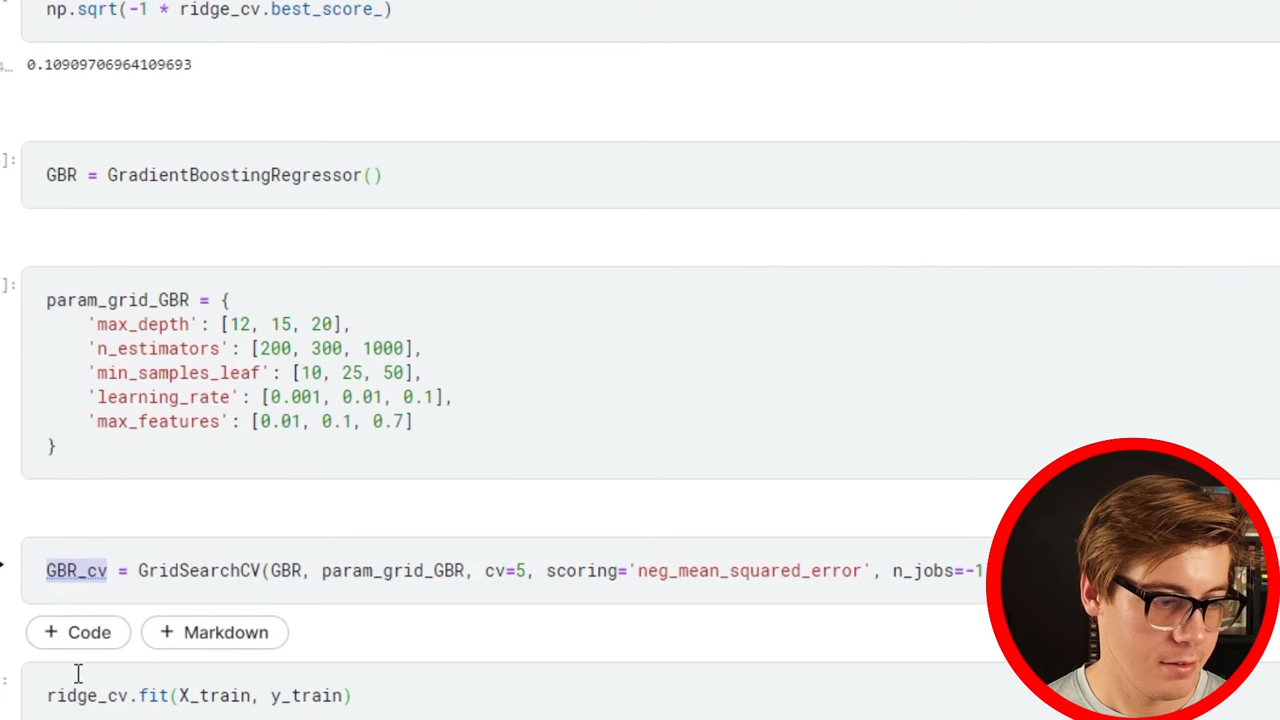 np.sqrt(-1 * ridge_cv.best_score_)
4…
0.10909706964109693
]:
GBR = GradientBoostingRegressor()
]:
param_grid_GBR = {
'max_depth': [12, 15, 20],
'n_estimators': [200, 300, 1000],
'min_samples_leaf': [10, 25, 50],
'learning_rate': [0.001, 0.01, 0.1],
'max_features': [0.01, 0.1, 0.7]
}
GBR_cv = GridSearchCV(GBR, param_grid_GBR, cv=5, scoring='neg_mean_squared_error', n_jobs=-1
+ Code
+ Markdown
:
ridge_cv.fit(X_train, y_train)